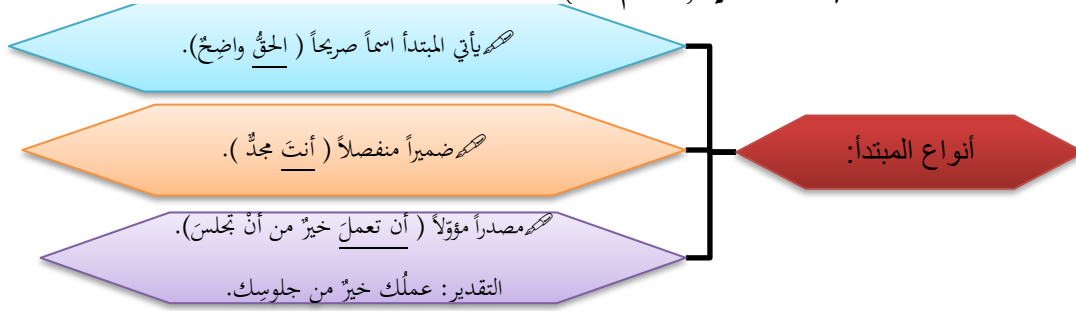 أنواع المبتدأ:
يأتي المبتدأ اسماً صريحاً ( الحقُّ واضِحٌ).
ضميراً منفصلاً ( أنتَ مجدٌّ ).
مصدراً مؤوّلاً ( أن تعملَ خيرٌ من أنْ تجلسَ).
التقدير: عملُك خيرٌ من جلوسِك.